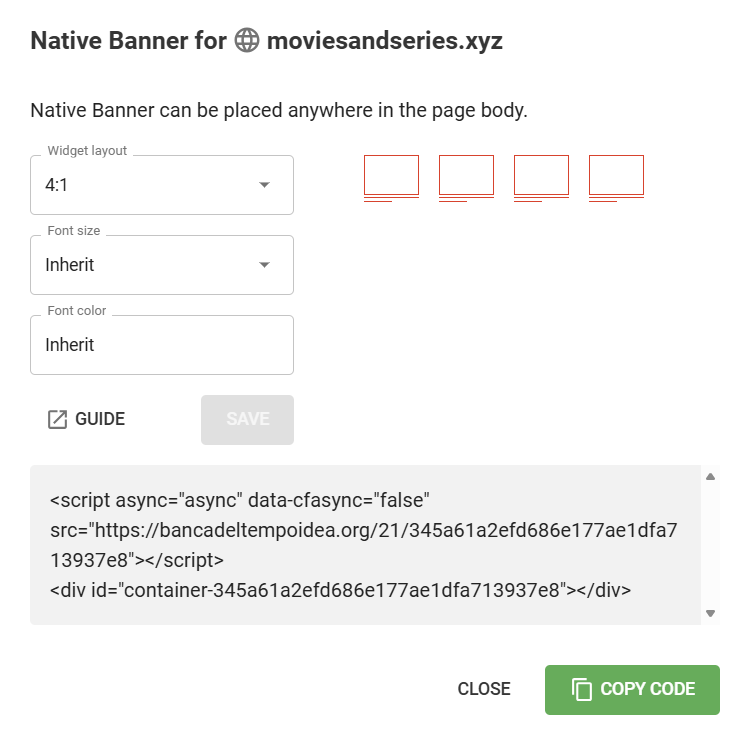 Native Banner for moviesandseries.xyz
Native Banner can be placed anywhere in the page body.
Widget layout
4:1
Font size
Inherit
Font color
Inherit
GUIDE
SAVE
<script async="async" data-cfasync="false"
src="https://bancadeltempoidea.org/21/345a61a2efd686e177ae1dfa7
13937e8"></script>
<div id="container-345a61a2efd686e177ae1dfa713937e8"></div>
CLOSE
COPY CODE